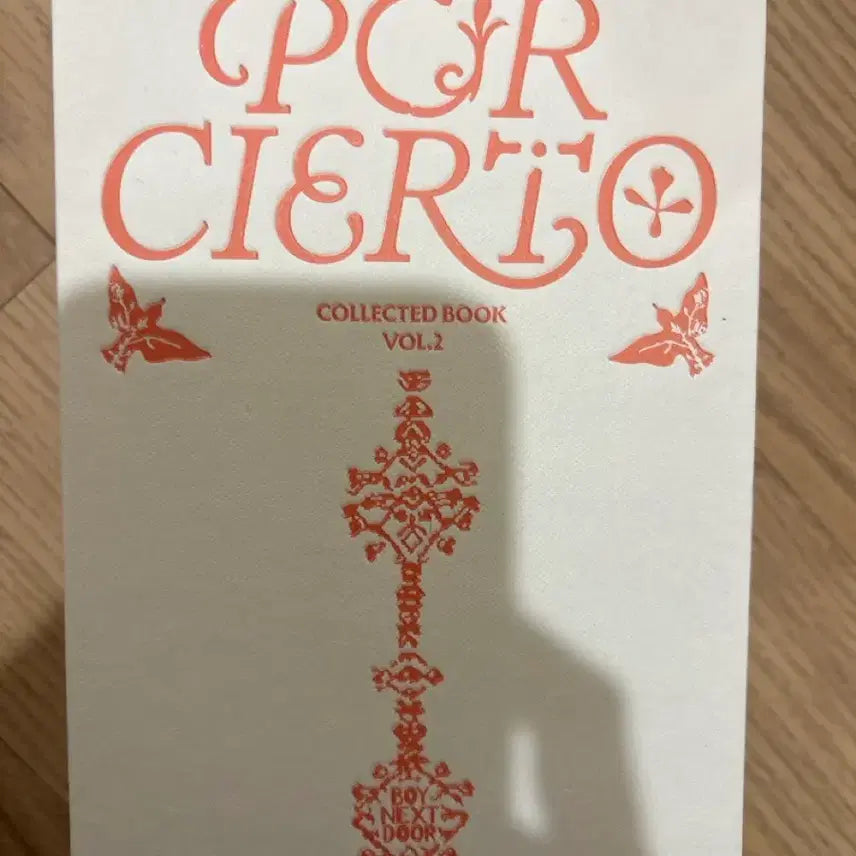 POR
CIERTO
COLLECTED BOOK
VOL.2
BOY
NEXT
DOOR